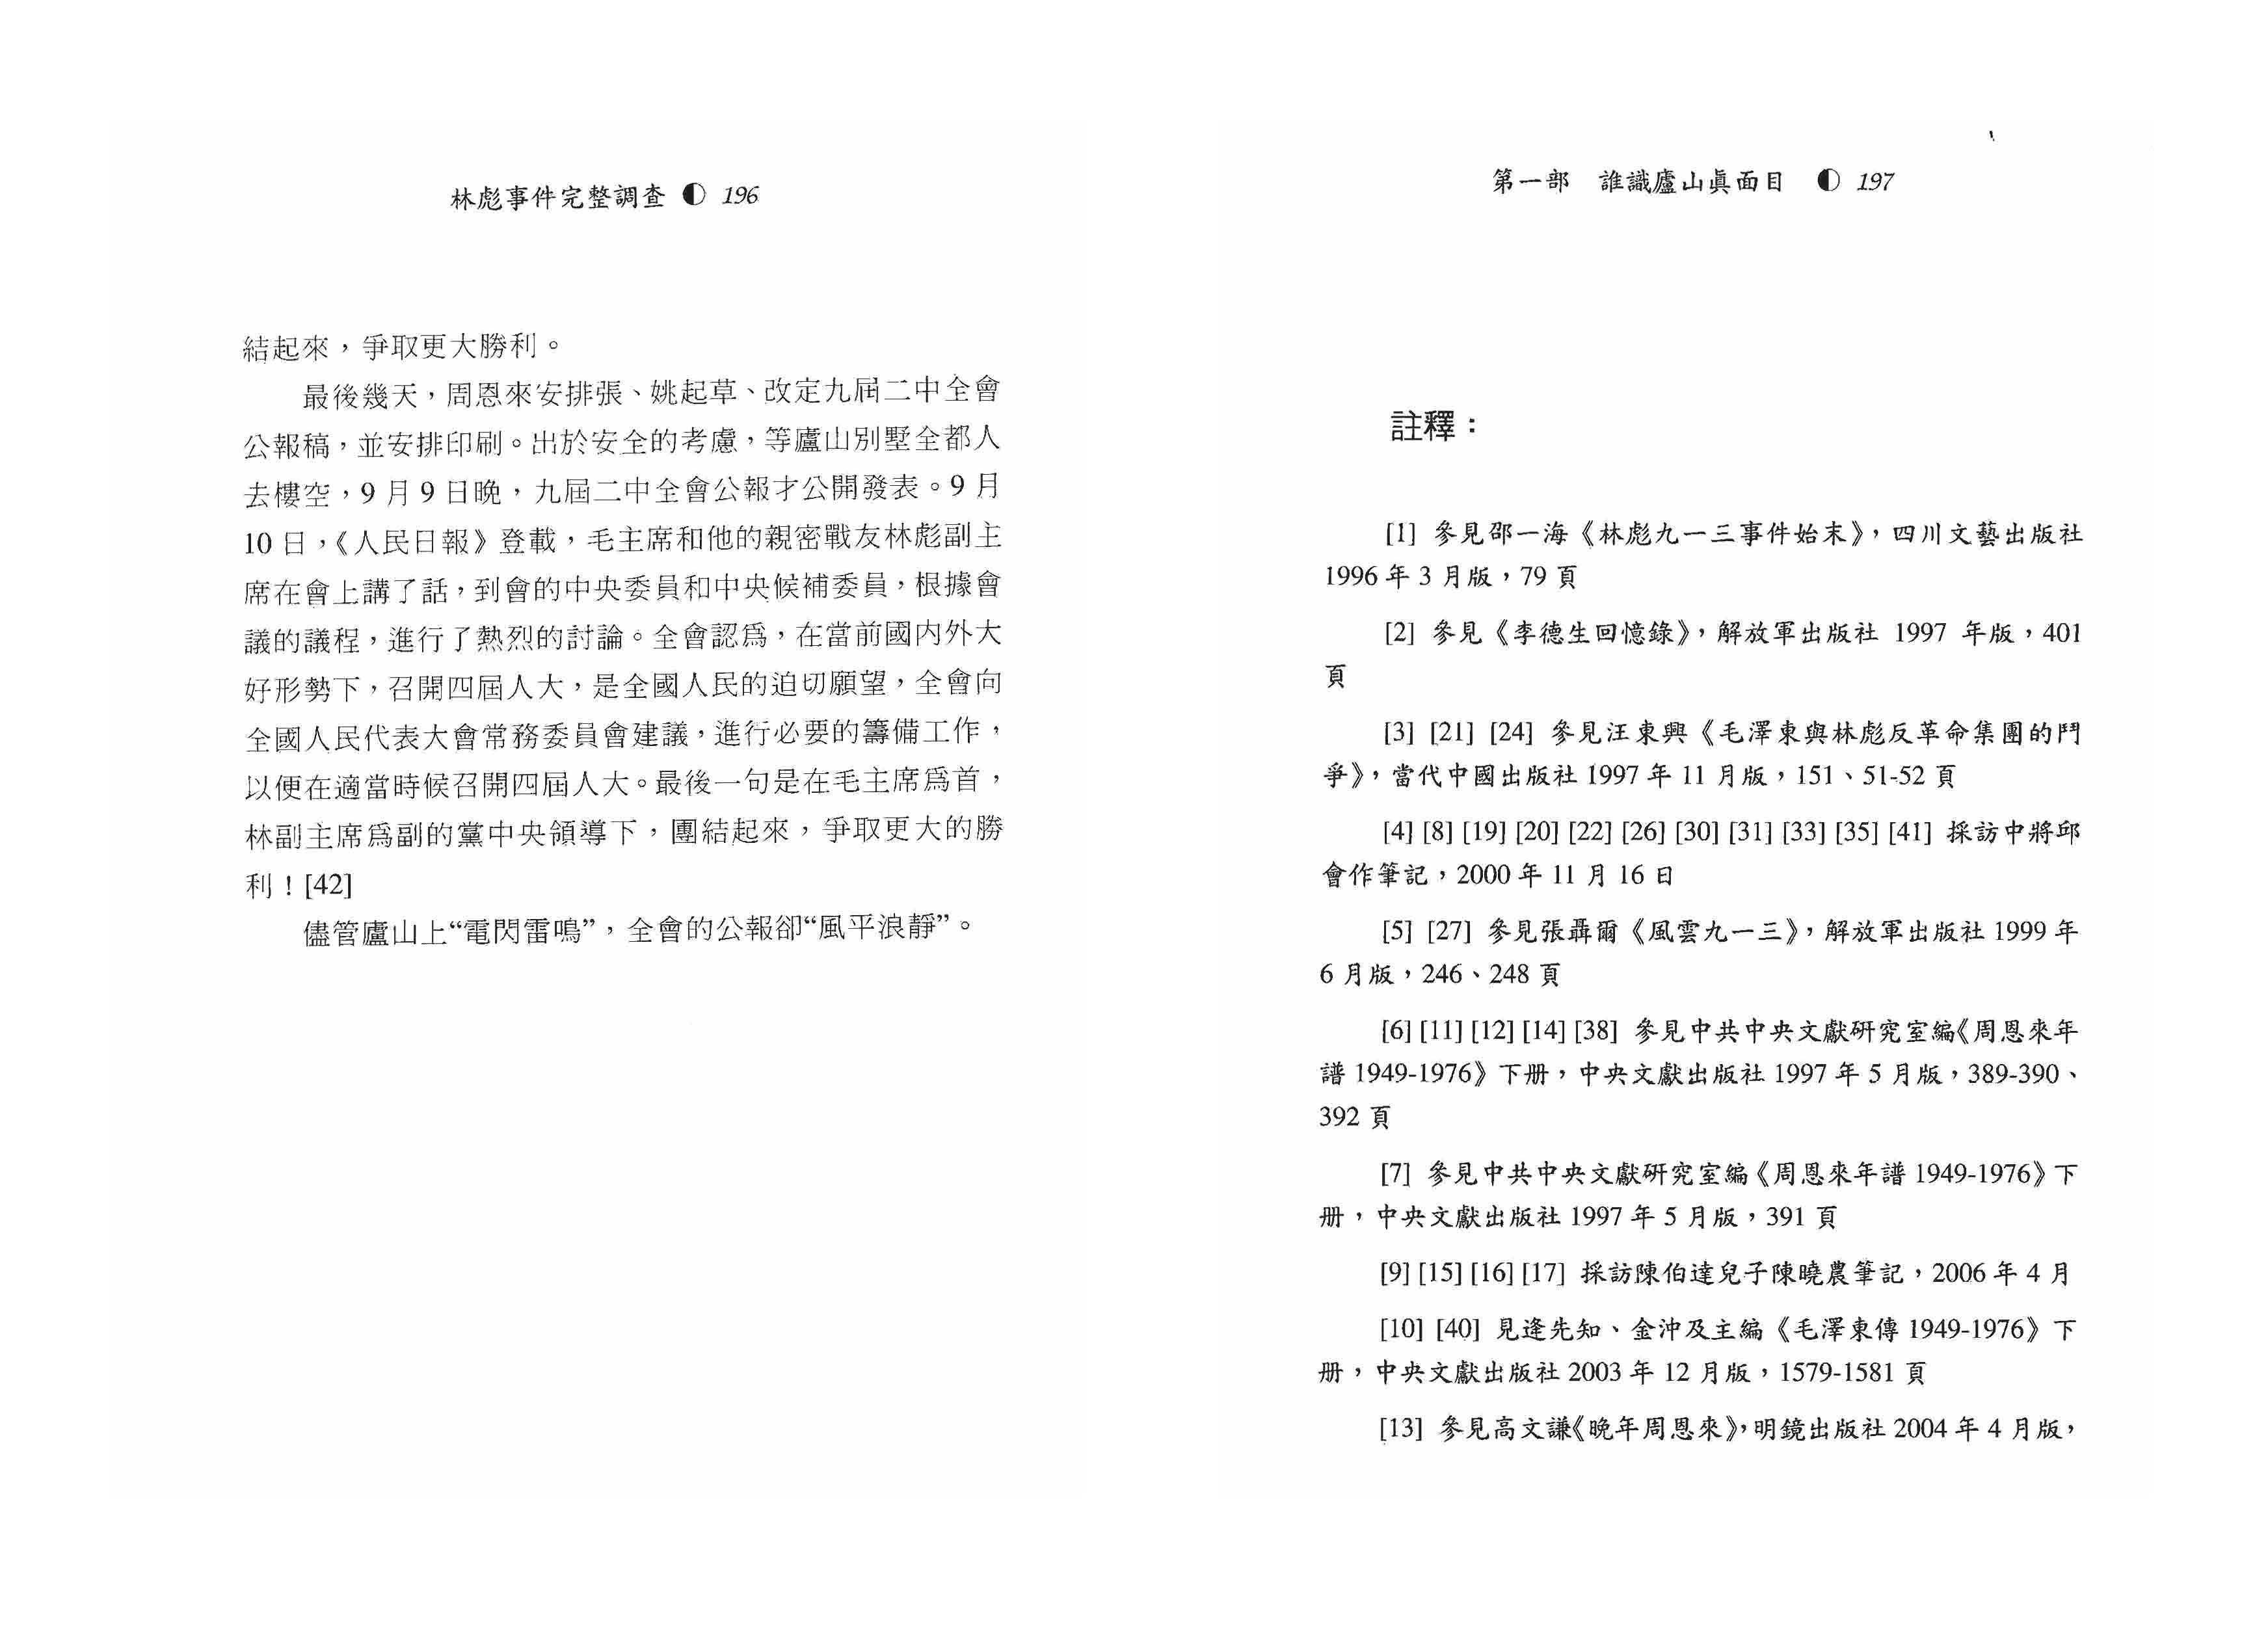 林彪事件完整調查 ◐ 196
結起來，爭取更大勝利。
最後幾天，周恩來安排張、姚起草、改定九屆二中全會
公報稿，並安排印刷。出於安全的考慮，等廬山別墅全都人
去樓空，9 月 9 日晚，九屆二中全會公報才公開發表。9 月
10 日，《人民日報》登載，毛主席和他的親密戰友林彪副主
席在會上講了話，到會的中央委員和中央候補委員，根據會
議的議程，進行了熱烈的討論。全會認爲，在當前國內外大
好形勢下，召開四屆人大，是全國人民的迫切願望，全會向
全國人民代表大會常務委員會建議，進行必要的籌備工作，
以便在適當時候召開四屆人大。最後一句是在毛主席爲首，
林副主席爲副的黨中央領導下，團結起來，爭取更大的勝
利！[42]
儘管廬山上“電閃雷鳴”，全會的公報卻“風平浪靜”。
第一部 誰識廬山眞面目 ◐ 197
註釋：
[1] 參見邵一海《林彪九一三事件始末》，四川文藝出版社
1996 年 3 月版，79 頁
[2] 參見《李德生回憶錄》，解放軍出版社 1997 年版，401
頁
[3] [21] [24] 參見汪東興《毛澤東與林彪反革命集團的鬥
爭》，當代中國出版社 1997 年 11 月版，151、51-52 頁
[4] [8] [19] [20] [22] [26] [30] [31] [33] [35] [41] 採訪中將邱
會作筆記，2000 年 11 月 16 日
[5] [27] 參見張聶爾《風雲九一三》，解放軍出版社 1999 年
6 月版，246、248 頁
[6] [11] [12] [14] [38] 參見中共中央文獻研究室編《周恩來年
譜 1949-1976》下册，中央文獻出版社 1997 年 5 月版，389-390、
392 頁
[7] 參見中共中央文獻研究室編《周恩來年譜 1949-1976》下
册，中央文獻出版社 1997 年 5 月版，391 頁
[9] [15] [16] [17] 採訪陳伯達兒子陳曉農筆記，2006 年 4 月
[10] [40] 見逄先知、金沖及主編《毛澤東傳 1949-1976》下
册，中央文獻出版社 2003 年 12 月版，1579-1581 頁
[13] 參見高文謙《晚年周恩來》，明鏡出版社 2004 年 4 月版，